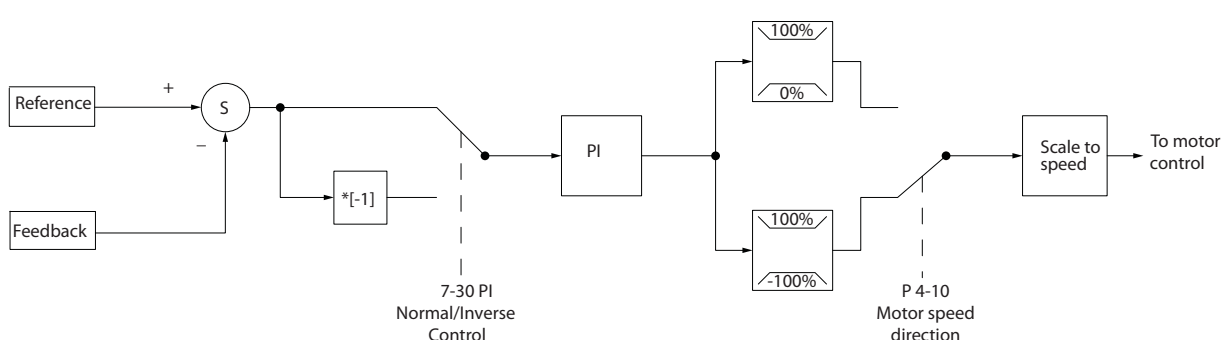 100%
0%
Reference
+
S
−
*[-1]
Feedback
PI
Scale to
speed
To motor
control
100%
-100%
7-30 PI
Normal/Inverse
Control
P 4-10
Motor speed
direction